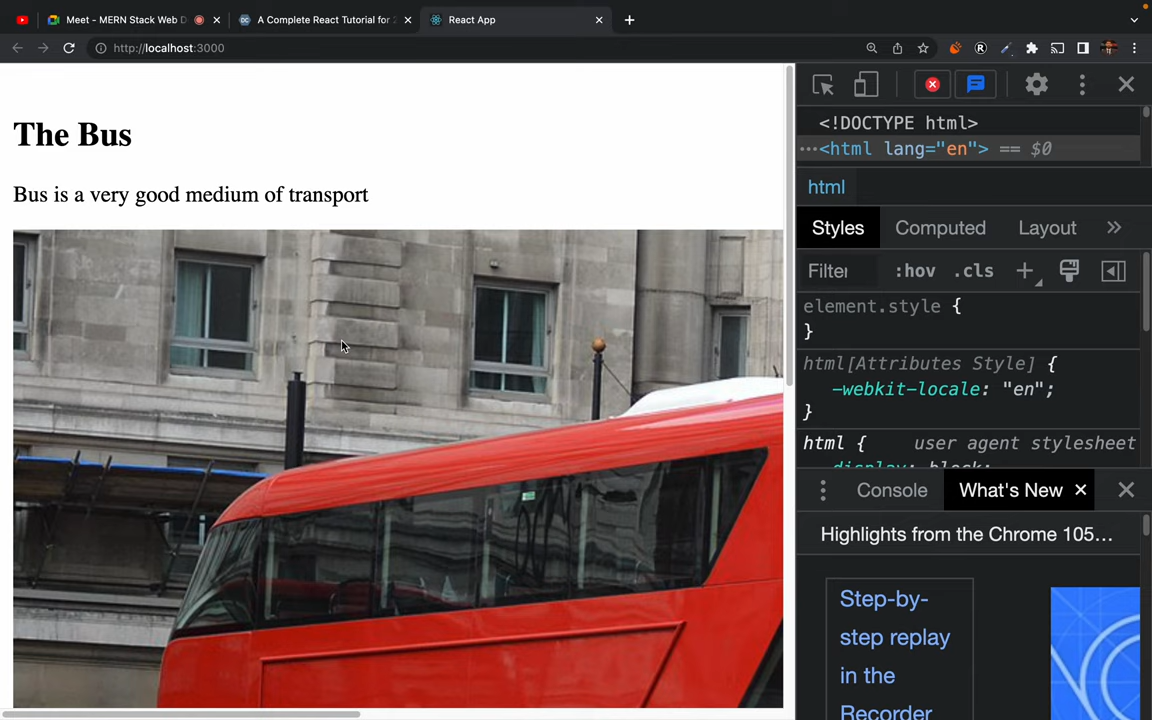 Meet - MERN Stack Web D
A Complete React Tutorial for 2
React App
http://localhost:3000
The Bus
Bus is a very good medium of transport
<!DOCTYPE html>
···<html lang="en"> == $0
html
Styles
Computed
Layout
Filter
:hov
.cls
element.style {
}
html[Attributes Style] {
-webkit-locale: "en";
}
html {
user agent stylesheet
display: block;
Console
What's New
Highlights from the Chrome 105...
Step-by-
step replay
in the
Recorder